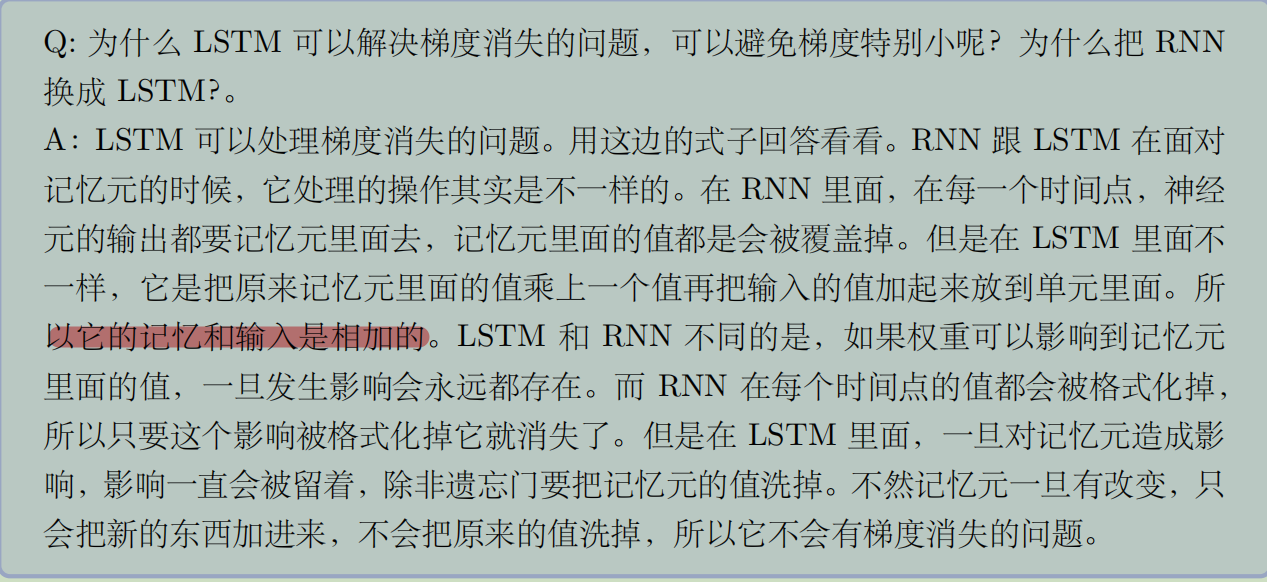 Q: 为什么 LSTM 可以解决梯度消失的问题，可以避免梯度特别小呢？为什么把 RNN
换成 LSTM?。
A: LSTM 可以处理梯度消失的问题。用这边的式子回答看看。RNN 跟 LSTM 在面对
记忆元的时候，它处理的操作其实是不一样的。在 RNN 里面，在每一个时间点，神经
元的输出都要记忆元里面去，记忆元里面的值都是会被覆盖掉。但是在 LSTM 里面不
一样，它是把原来记忆元里面的值乘上一个值再把输入的值加起来放到单元里面。所
以它的记忆和输入是相加的。LSTM 和 RNN 不同的是，如果权重可以影响到记忆元
里面的值，一旦发生影响会永远都存在。而 RNN 在每个时间点的值都会被格式化掉，
所以只要这个影响被格式化掉它就消失了。但是在 LSTM 里面，一旦对记忆元造成影
响，影响一直会被留着，除非遗忘门要把记忆元的值洗掉。不然记忆元一旦有改变，只
会把新的东西加进来，不会把原来的值洗掉，所以它不会有梯度消失的问题。